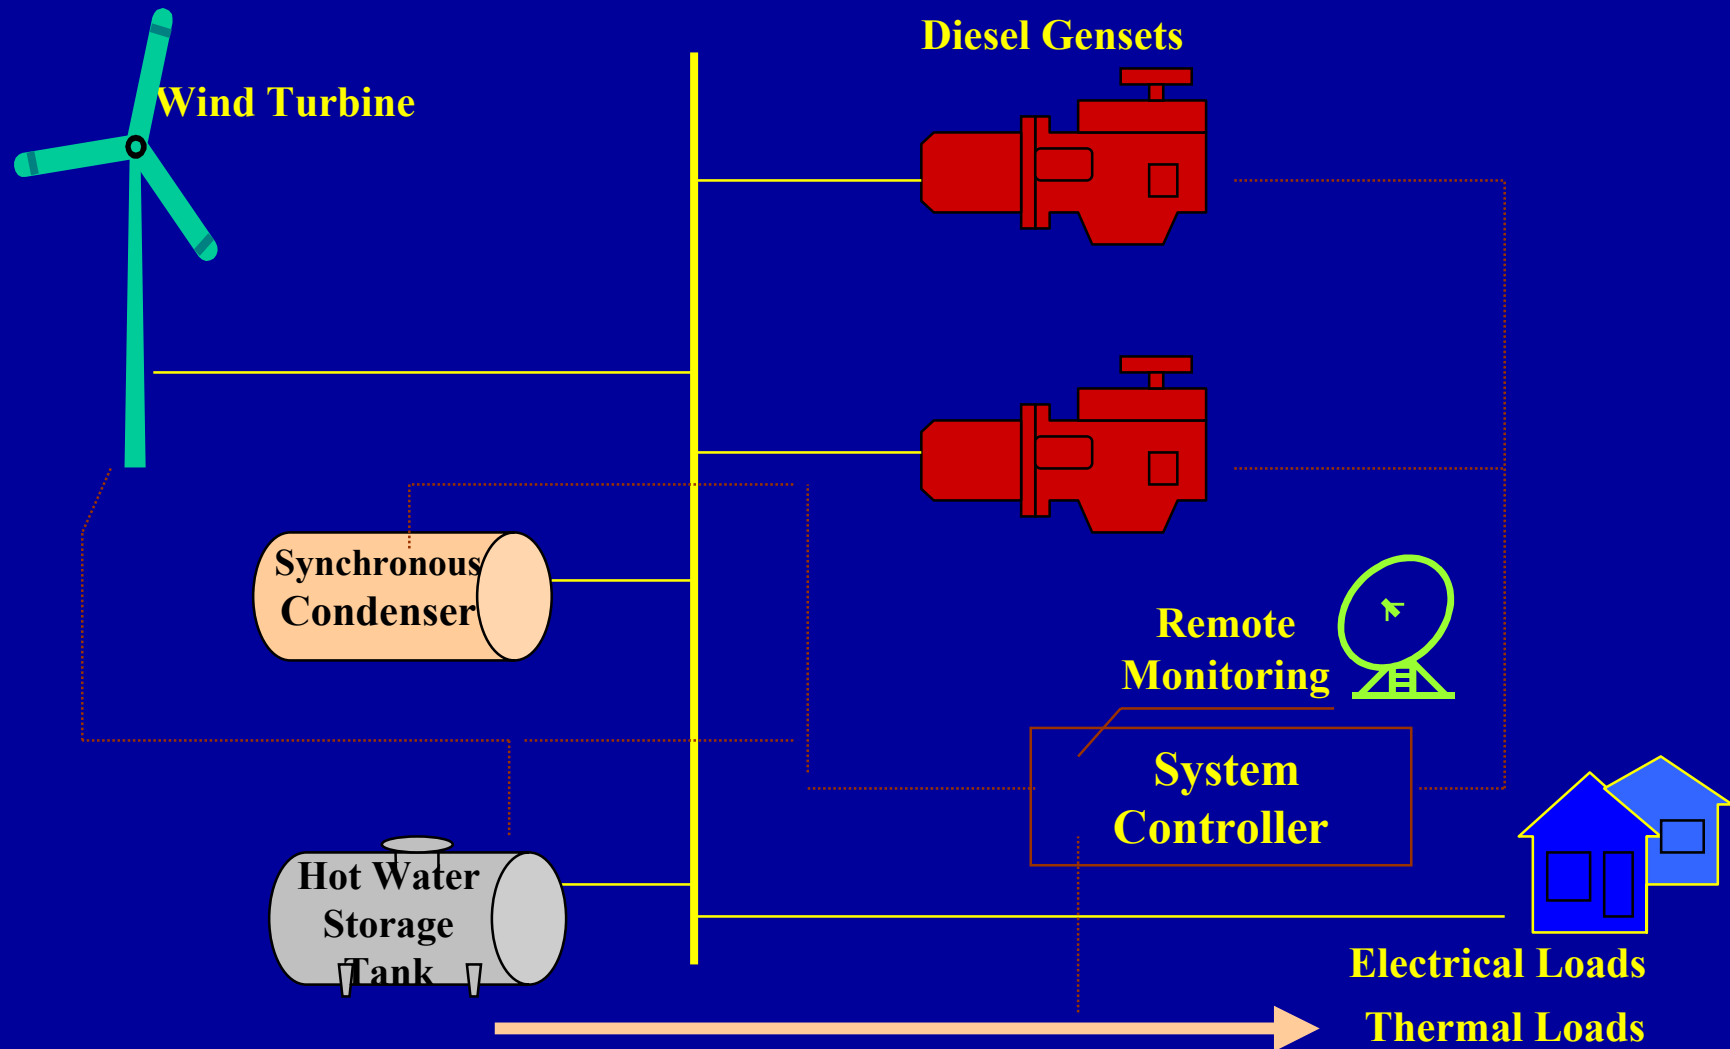 Diesel Gensets
Wind Turbine
Synchronous
Condenser
Remote
Monitoring
System
Controller
Hot Water
Storage
Tank
Electrical Loads
Thermal Loads